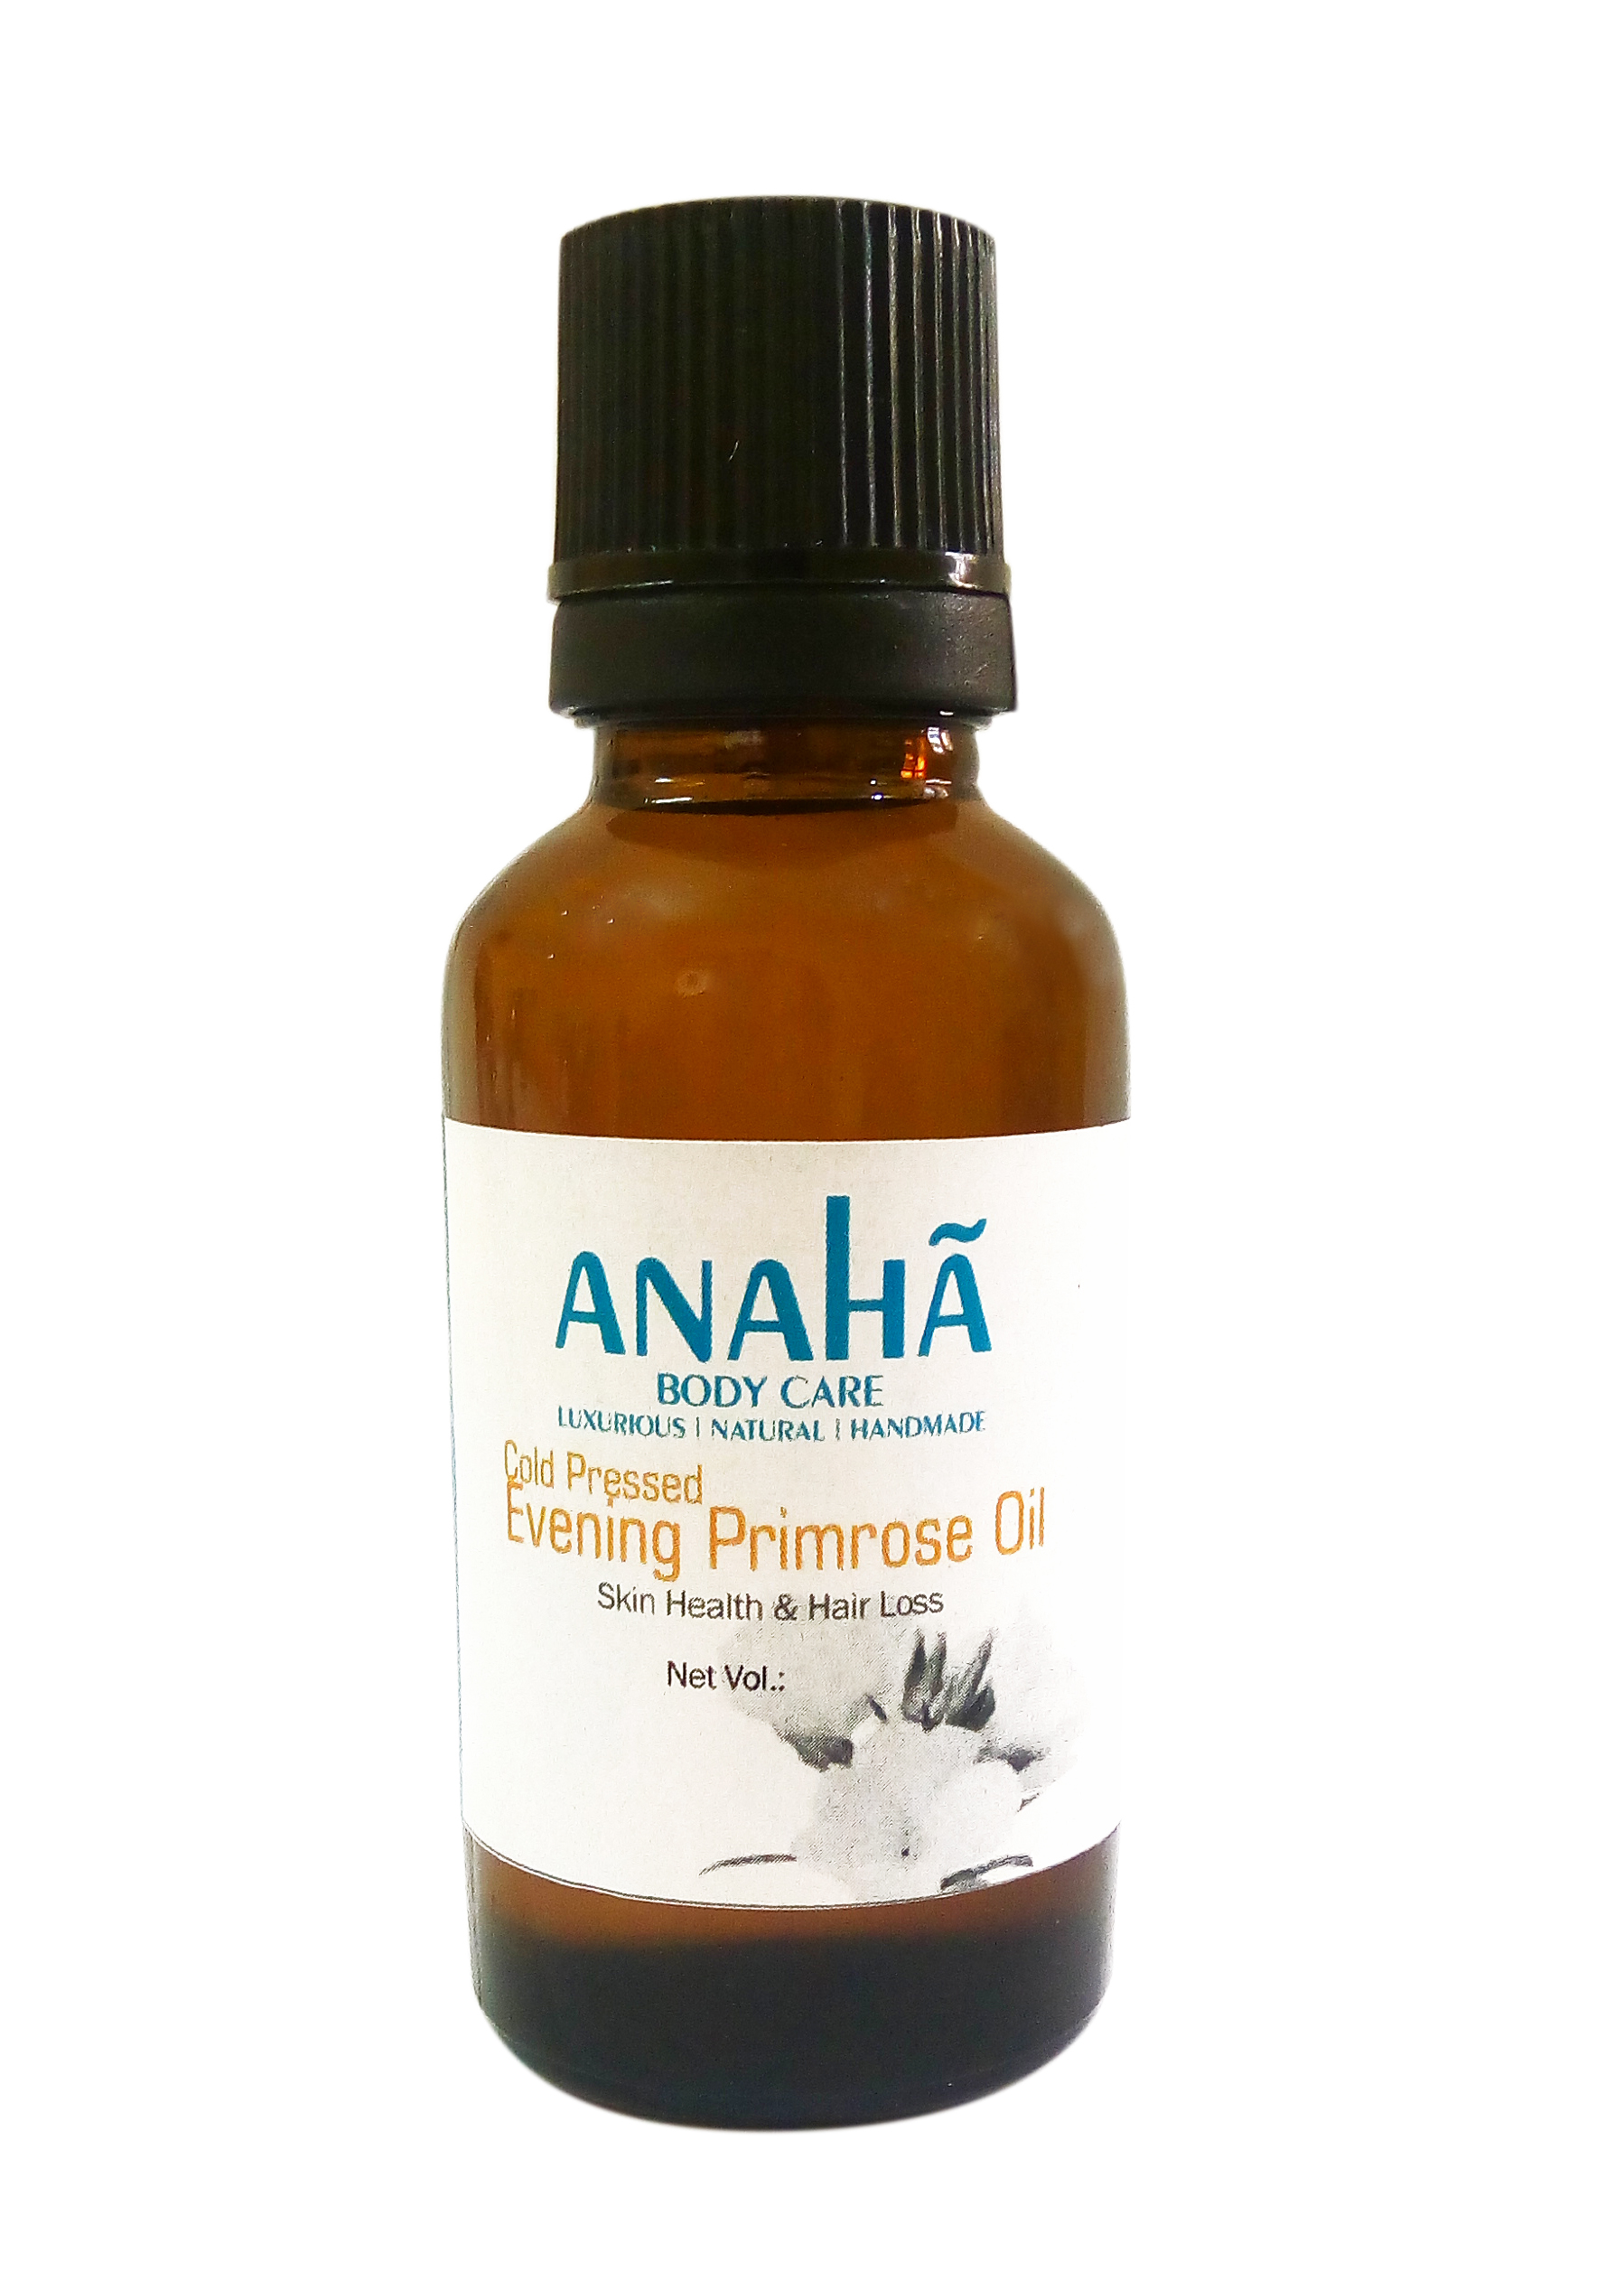 ANAHÃ
BODY CARE
LUXURIOUS | NATURAL | HANDMADE
Cold Pressed
Evening Primrose Oil
Skin Health & Hair Loss
Net Vol.: